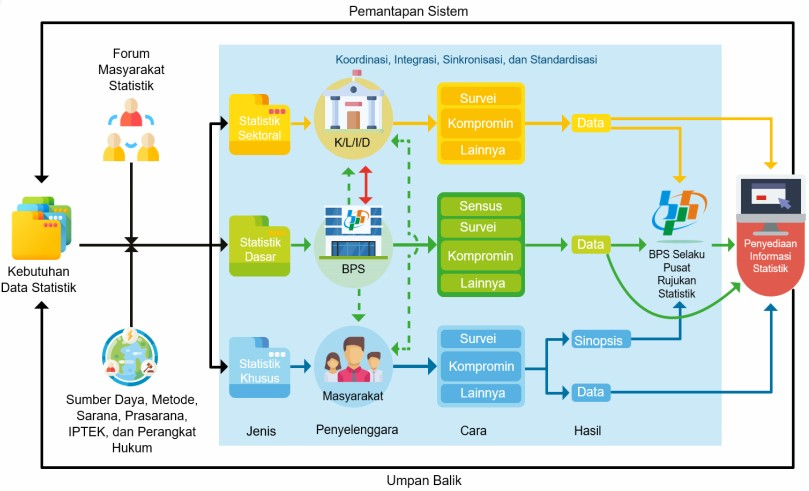 Pemantapan Sistem
Forum
Masyarakat
Statistik
Koordinasi, Integrasi, Sinkronisasi, dan Standardisasi
Statistik
Sektoral
K/L/I/D
Survei
Kompromin
Lainnya
Data
Kebutuhan
Data Statistik
Statistik
Dasar
BPS
Sensus
Survei
Kompromin
Lainnya
Data
BPS Selaku
Pusat
Rujukan
Statistik
Penyediaan
Informasi
Statistik
Statistik
Khusus
Masyarakat
Survei
Kompromin
Lainnya
Sinopsis
Data
Sumber Daya, Metode,
Sarana, Prasarana,
IPTEK, dan Perangkat
Hukum
Jenis
Penyelenggara
Cara
Hasil
Umpan Balik